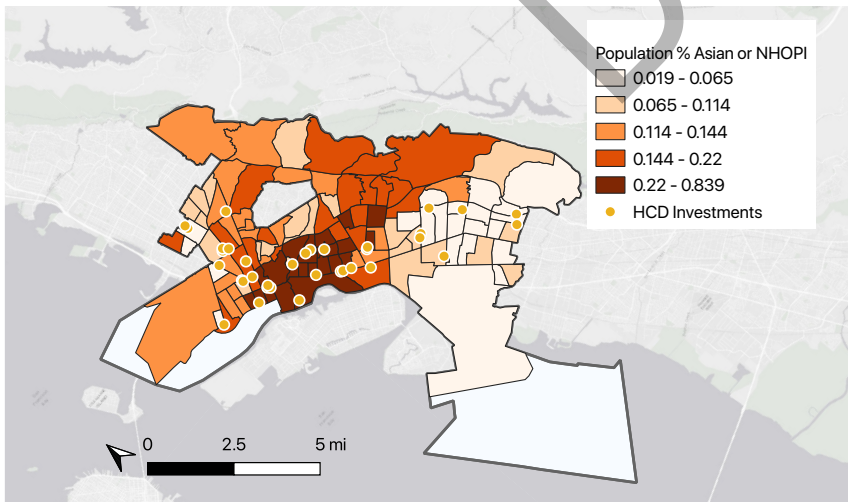 Population % Asian or NHOPI
0.019 - 0.065
0.065 - 0.114
0.114 - 0.144
0.144 - 0.22
0.22 - 0.839
HCD Investments
0 2.5 5 mi